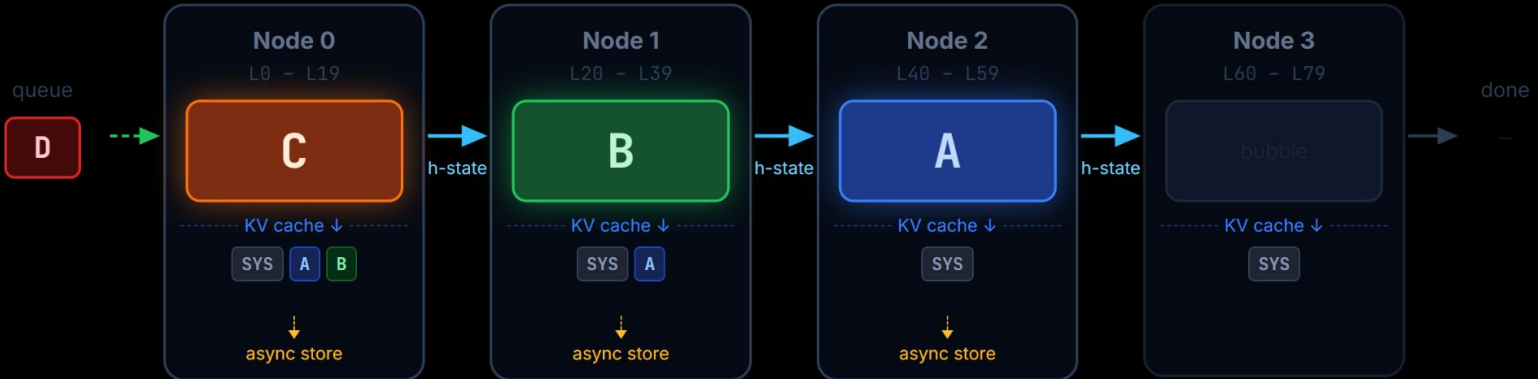 queue
D
Node 0
L0 – L19
C
KV cache ↓
SYS A B
async store
h-state
Node 1
L20 – L39
B
KV cache ↓
SYS A
async store
h-state
Node 2
L40 – L59
A
KV cache ↓
SYS
async store
h-state
Node 3
L60 – L79
bubble
KV cache ↓
SYS
done
—